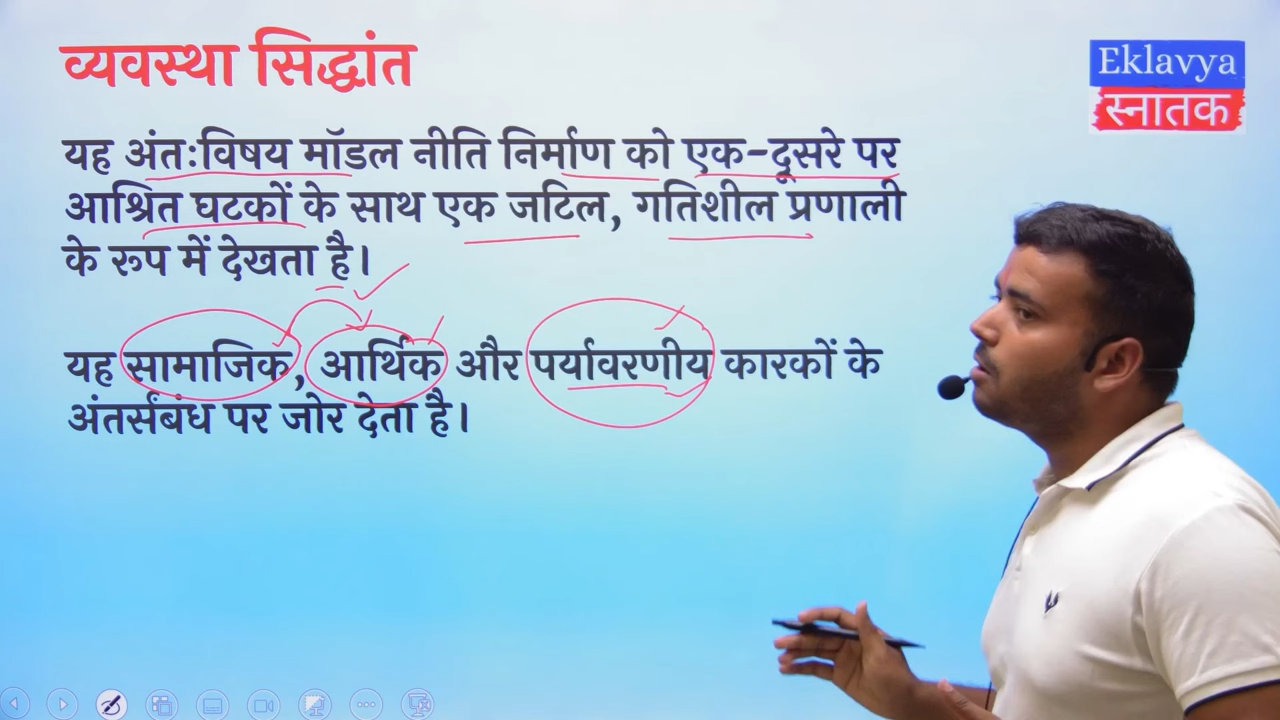 व्यवस्था सिद्धांत
Eklavya
स्नातक
यह अंतःविषय मॉडल नीति निर्माण को एक-दूसरे पर
आश्रित घटकों के साथ एक जटिल, गतिशील प्रणाली
के रूप में देखता है।
यह सामाजिक, आर्थिक और पर्यावरणीय कारकों के
अंतर्संबंध पर जोर देता है।